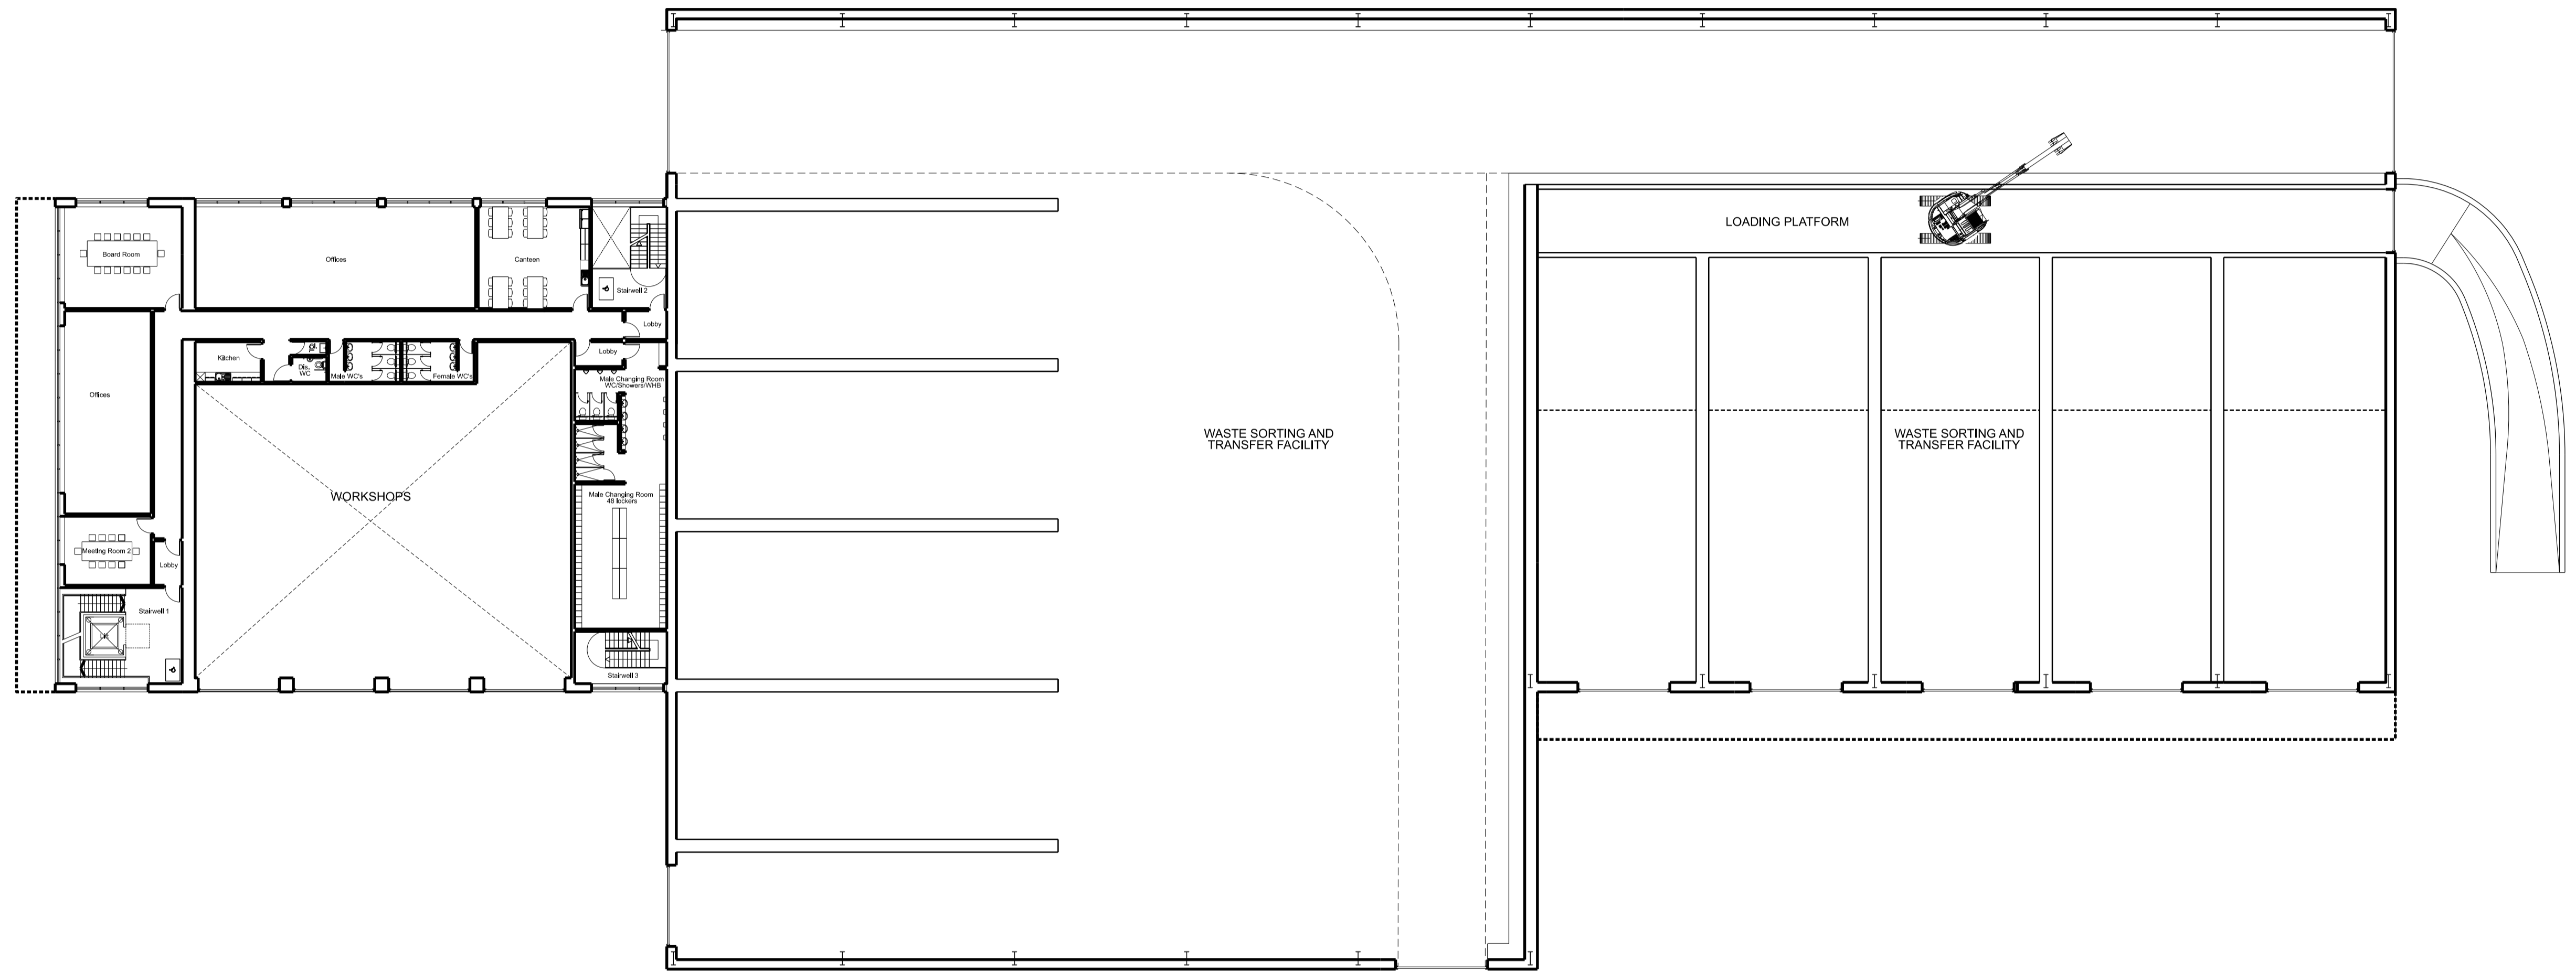 LOADING PLATFORM
Board Room
Offices
Canteen
Stairwell 2
Lobby
Lobby
Kitchen
Dis.
WC
Male WC's
Female WC's
Male Changing Room
WC/Showers/WHB
Offices
WASTE SORTING AND
TRANSFER FACILITY
WASTE SORTING AND
TRANSFER FACILITY
WORKSHOPS
Male Changing Room
48 lockers
Meeting Room 2
Lobby
Stairwell 1
Lift
Stairwell 3